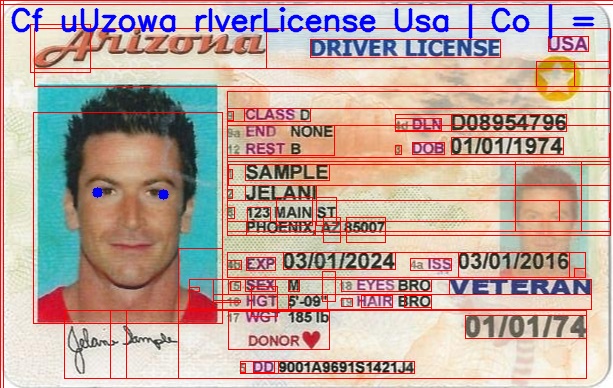 Cf uUzowa rlverLicense Usa | Co | =
Arizona
DRIVER LICENSE USA
9 CLASS D
9a END NONE
12 REST B
4d DLN D08954796
3 DOB 01/01/1974
1 SAMPLE
2 JELANI
8 123 MAIN ST
PHOENIX, AZ 85007
4b EXP 03/01/2024 4a ISS 03/01/2016
15 SEX M 18 EYES BRO VETERAN
16 HGT 5'-09" 19 HAIR BRO
17 WGT 185 lb 01/01/74
DONOR
Jelani Sample
5 DD 9001A9691S1421J4